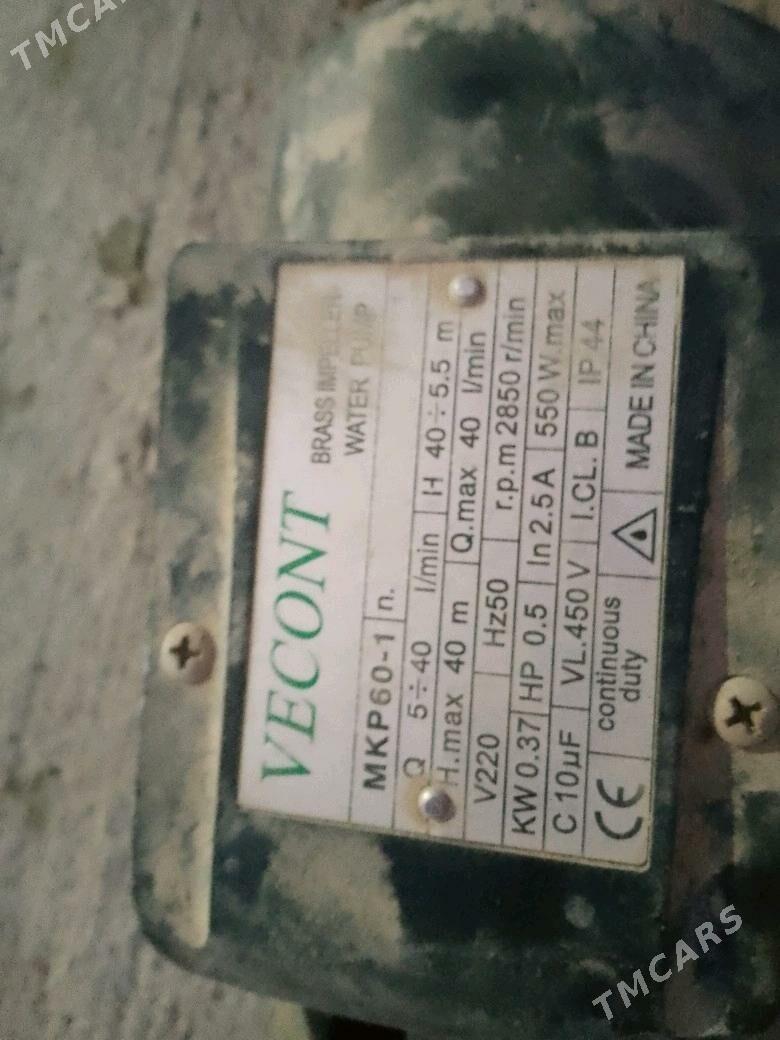 TMCARS
VECONT
BRASS IMPELLER
WATER PUMP
MKP60-1 n.
Q 5÷40 l/min H 40÷5.5 m
H.max 40 m Q.max 40 l/min
V220 Hz50 r.p.m 2850 r/min
KW 0.37 HP 0.5 In 2.5 A 550 W.max
C 10µF VL.450 V I.CL. B IP 44
CE continuous duty MADE IN CHINA
TMCARS